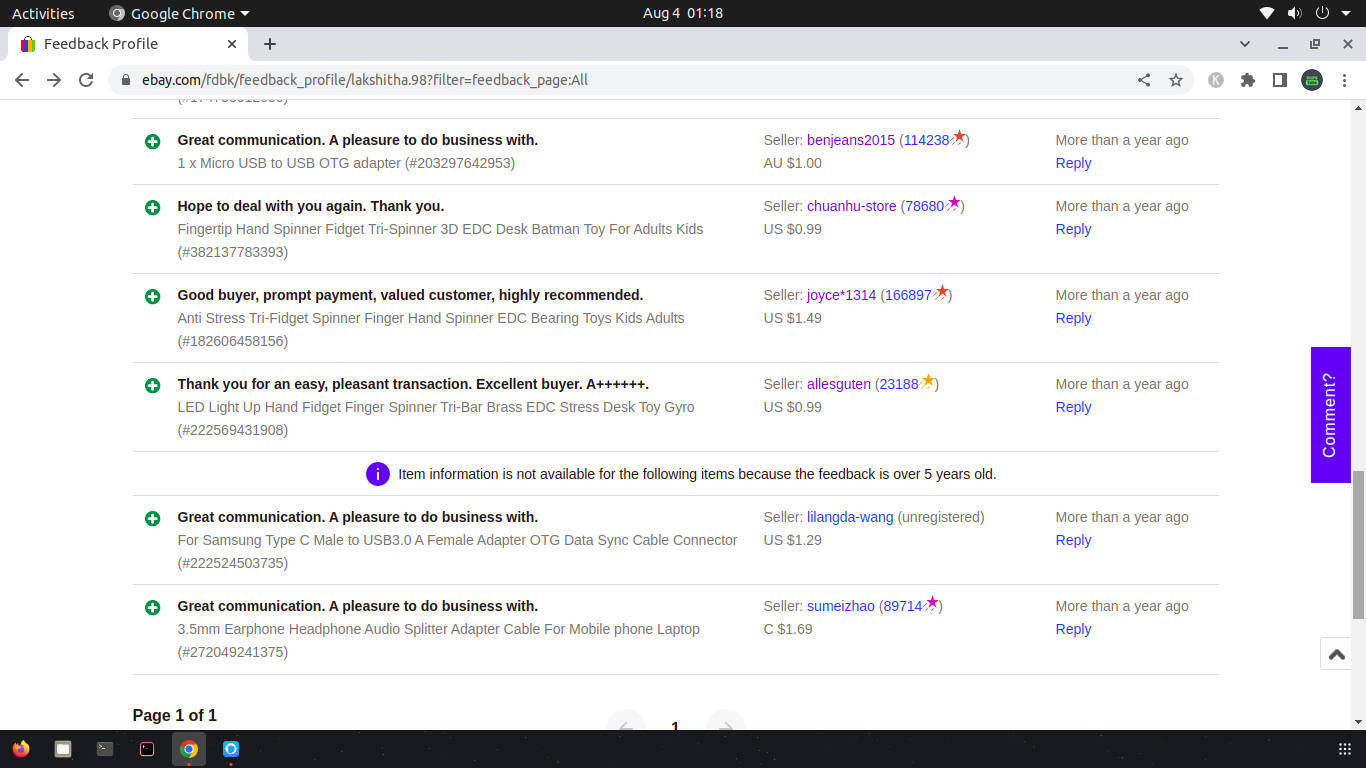 Activities
Google Chrome
Aug 4 01:18
Feedback Profile
ebay.com/fdbk/feedback_profile/lakshitha.98?filter=feedback_page:All
K
Great communication. A pleasure to do business with.
Seller: benjeans2015 (114238)
More than a year ago
1 x Micro USB to USB OTG adapter (#203297642953)
AU $1.00
Reply
Hope to deal with you again. Thank you.
Seller: chuanhu-store (78680)
More than a year ago
Fingertip Hand Spinner Fidget Tri-Spinner 3D EDC Desk Batman Toy For Adults Kids
US $0.99
Reply
(#382137783393)
Good buyer, prompt payment, valued customer, highly recommended.
Seller: joyce*1314 (166897)
More than a year ago
Anti Stress Tri-Fidget Spinner Finger Hand Spinner EDC Bearing Toys Kids Adults
US $1.49
Reply
(#182606458156)
Thank you for an easy, pleasant transaction. Excellent buyer. A++++++.
Seller: allesguten (23188)
More than a year ago
LED Light Up Hand Fidget Finger Spinner Tri-Bar Brass EDC Stress Desk Toy Gyro
US $0.99
Reply
(#222569431908)
Comment?
Item information is not available for the following items because the feedback is over 5 years old.
Great communication. A pleasure to do business with.
Seller: lilangda-wang (unregistered)
More than a year ago
For Samsung Type C Male to USB3.0 A Female Adapter OTG Data Sync Cable Connector
US $1.29
Reply
(#222524503735)
Great communication. A pleasure to do business with.
Seller: sumeizhao (89714)
More than a year ago
3.5mm Earphone Headphone Audio Splitter Adapter Cable For Mobile phone Laptop
C $1.69
Reply
(#272049241375)
Page 1 of 1
1